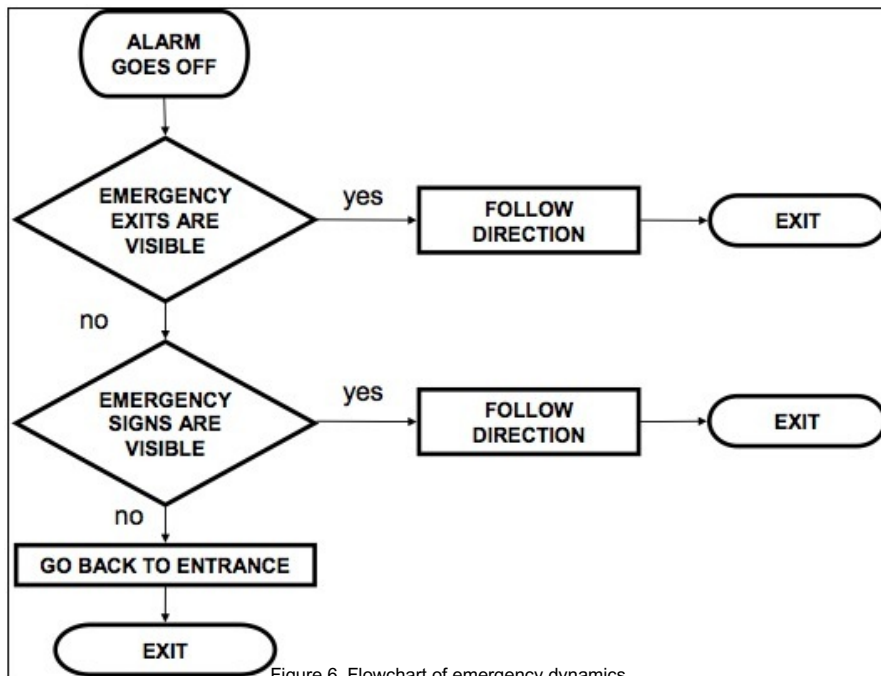 ALARM
GOES OFF
EMERGENCY
EXITS ARE
VISIBLE
yes
FOLLOW
DIRECTION
EXIT
no
EMERGENCY
SIGNS ARE
VISIBLE
yes
FOLLOW
DIRECTION
EXIT
no
GO BACK TO ENTRANCE
EXIT
Figure 6. Flowchart of emergency dynamics